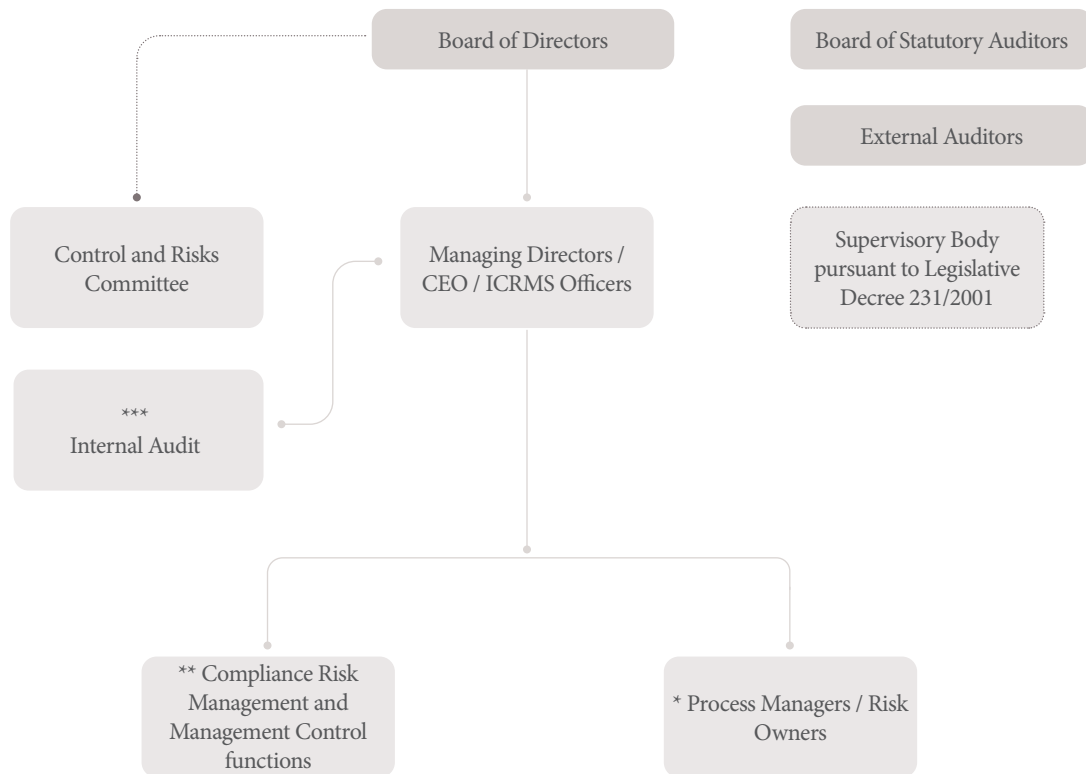 Board of Directors
Board of Statutory Auditors
External Auditors
Control and Risks
Committee
Managing Directors /
CEO / ICRMS Officers
Supervisory Body
pursuant to Legislative
Decree 231/2001
***
Internal Audit
** Compliance Risk
Management and
Management Control
functions
* Process Managers / Risk
Owners